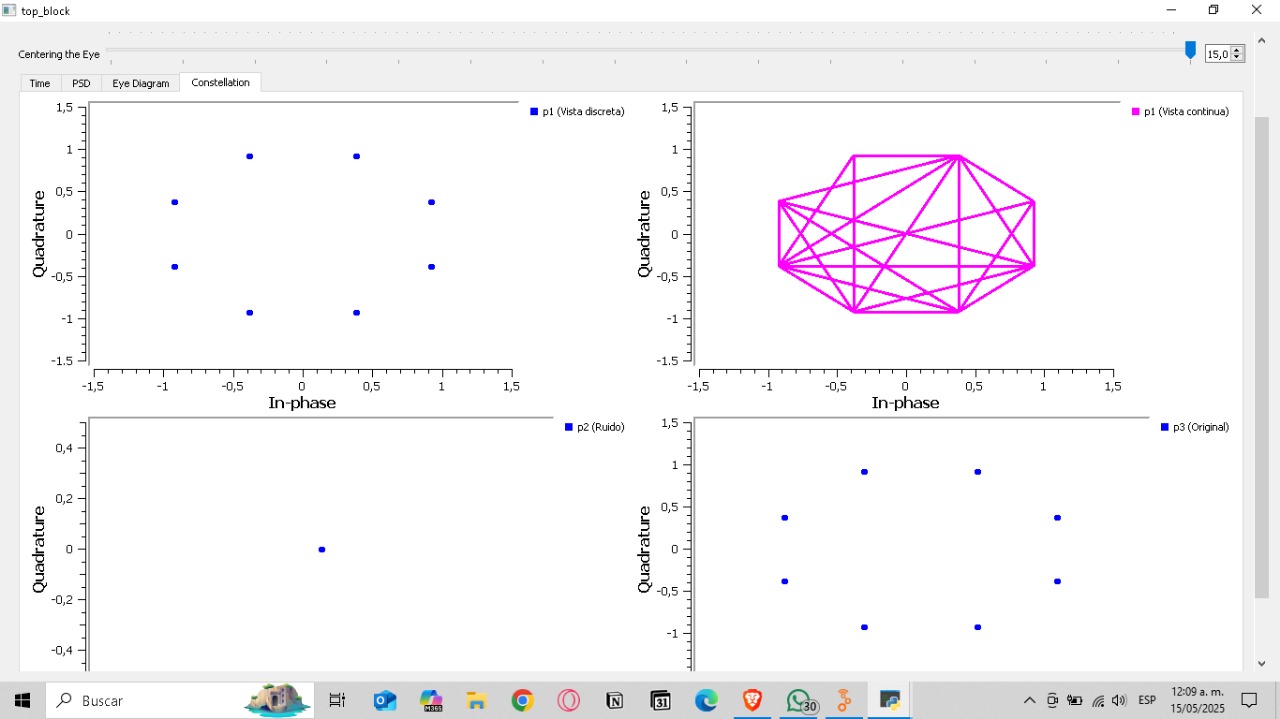 top_block
Centering the Eye
15,0
Time PSD Eye Diagram Constellation
p1 (Vista discreta)
1,5
1
0,5
0
-0,5
-1
-1.5
Quadrature
-1,5 -1 -0,5 0 0,5 1 1,5
In-phase
p1 (Vista continua)
1,5
1
0,5
0
-0,5
-1
-1.5
Quadrature
-1,5 -1 -0,5 0 0,5 1 1,5
In-phase
p2 (Ruido)
0,4
0,2
0
-0,2
-0,4
Quadrature
p3 (Original)
1,5
1
0,5
0
-0,5
-1
Quadrature
Buscar
M365
31
30
ESP
12:09 a. m.
15/05/2025